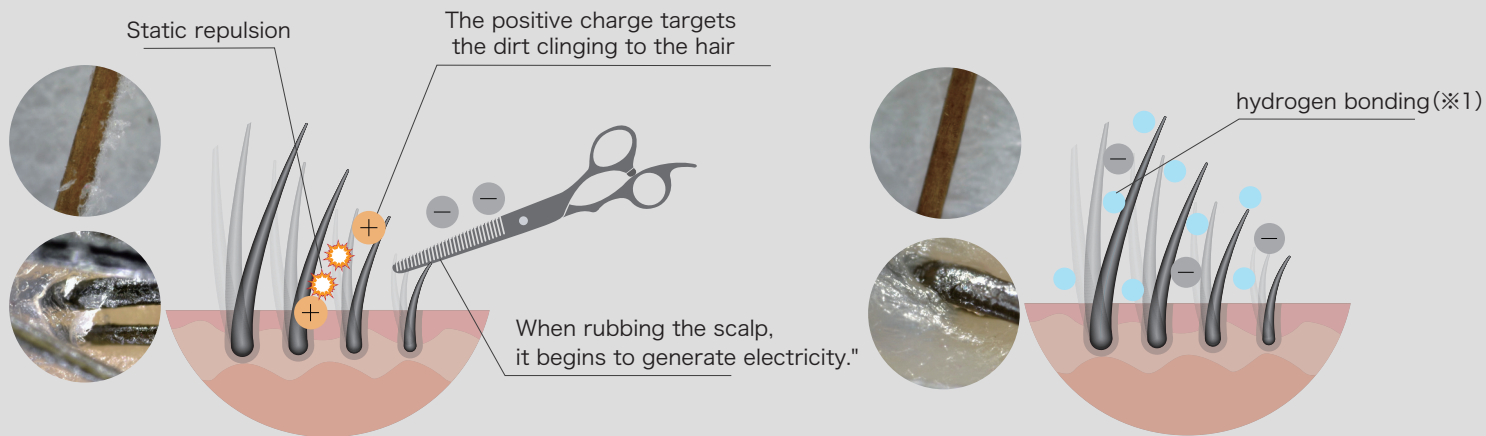 Static repulsion
The positive charge targets
the dirt clinging to the hair
When rubbing the scalp,
it begins to generate electricity."
hydrogen bonding(※1)
+
+
−
−
−
−
−